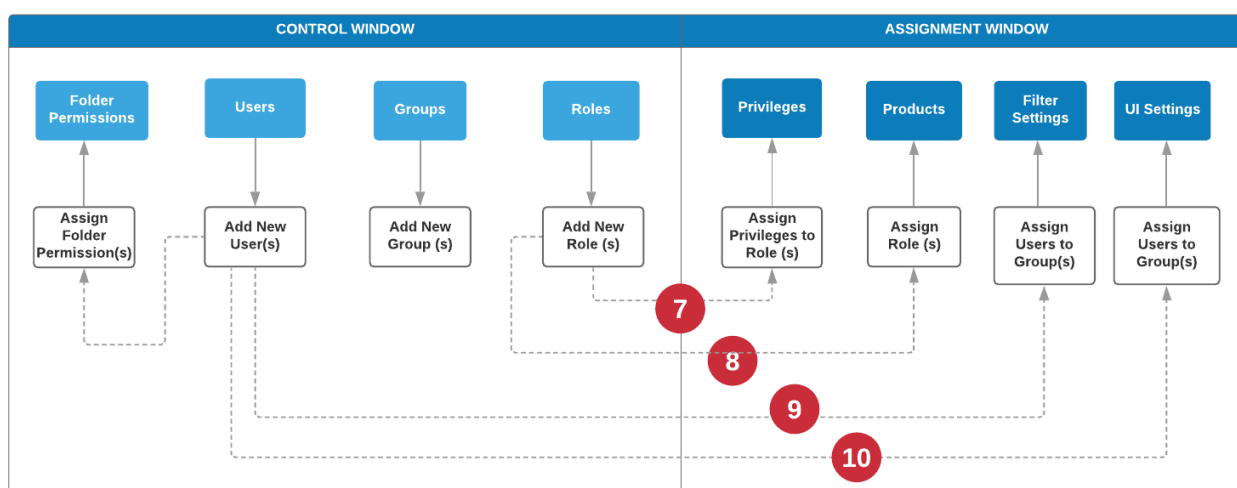 CONTROL WINDOW
ASSIGNMENT WINDOW
Folder
Permissions
Users
Groups
Roles
Privileges
Products
Filter
Settings
UI Settings
Assign
Folder
Permission(s)
Add New
User(s)
Add New
Group (s)
Add New
Role (s)
Assign
Privileges to
Role (s)
Assign
Role (s)
Assign
Users to
Group(s)
Assign
Users to
Group(s)
7
8
9
10